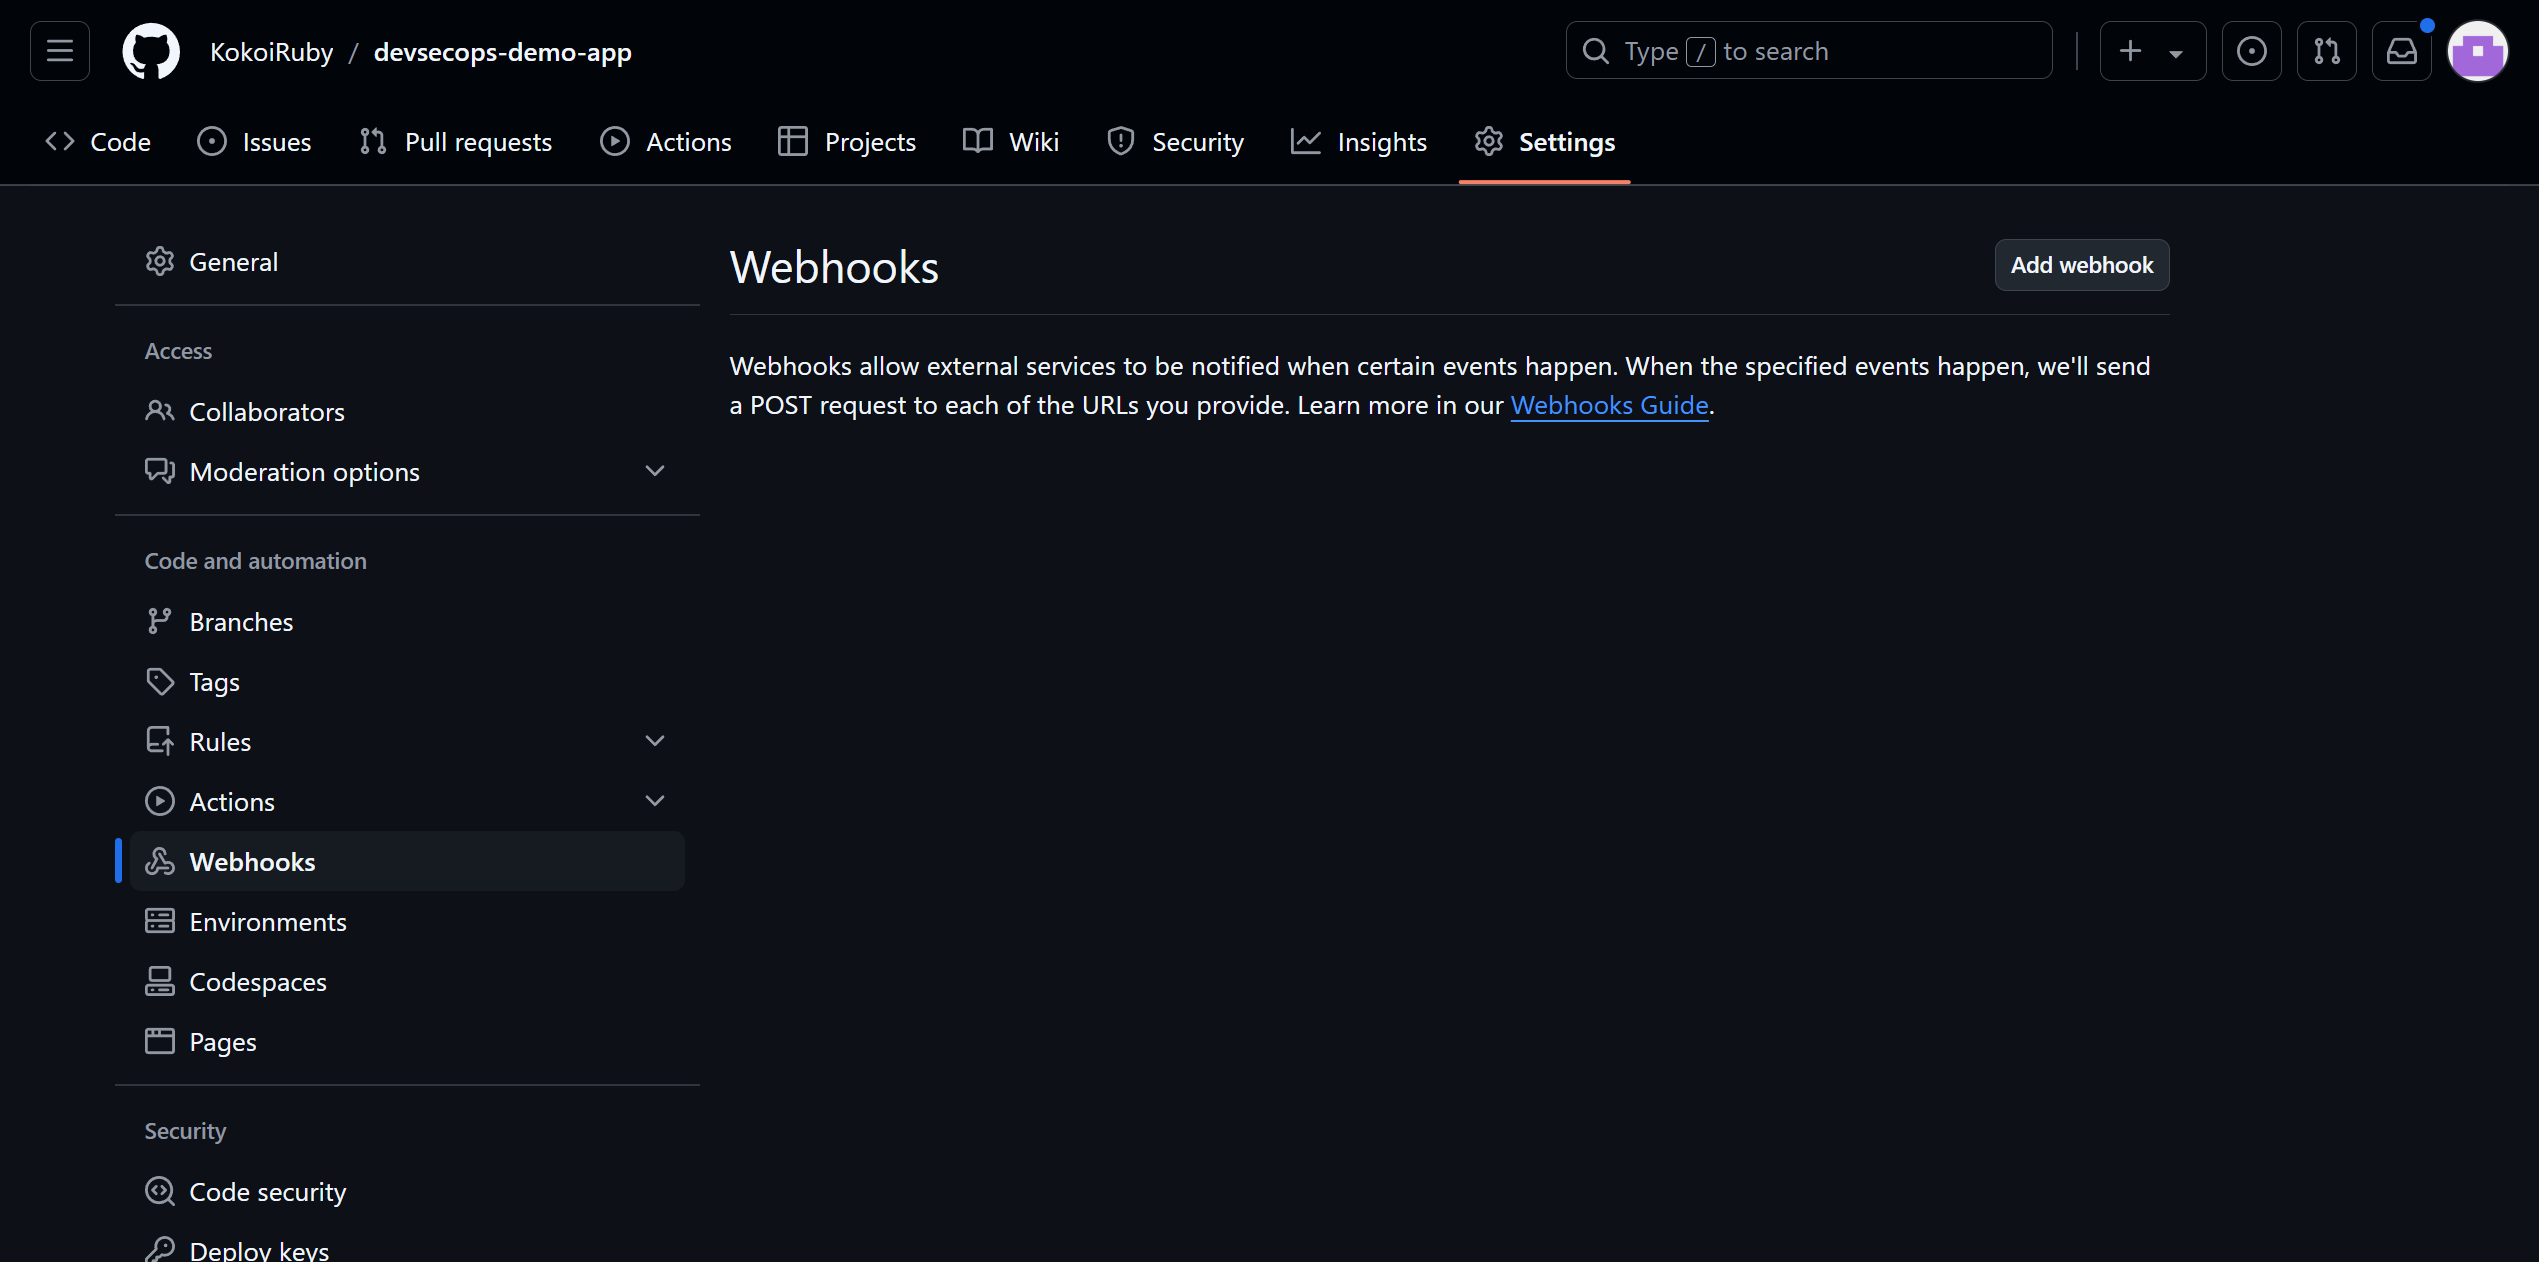 KokoiRuby / devsecops-demo-app
Type / to search
Code Issues Pull requests Actions Projects Wiki Security Insights Settings
General
Access
Collaborators
Moderation options
Code and automation
Branches
Tags
Rules
Actions
Webhooks
Environments
Codespaces
Pages
Security
Code security
Deploy keys
Webhooks
Add webhook
Webhooks allow external services to be notified when certain events happen. When the specified events happen, we'll send
a POST request to each of the URLs you provide. Learn more in our Webhooks Guide.